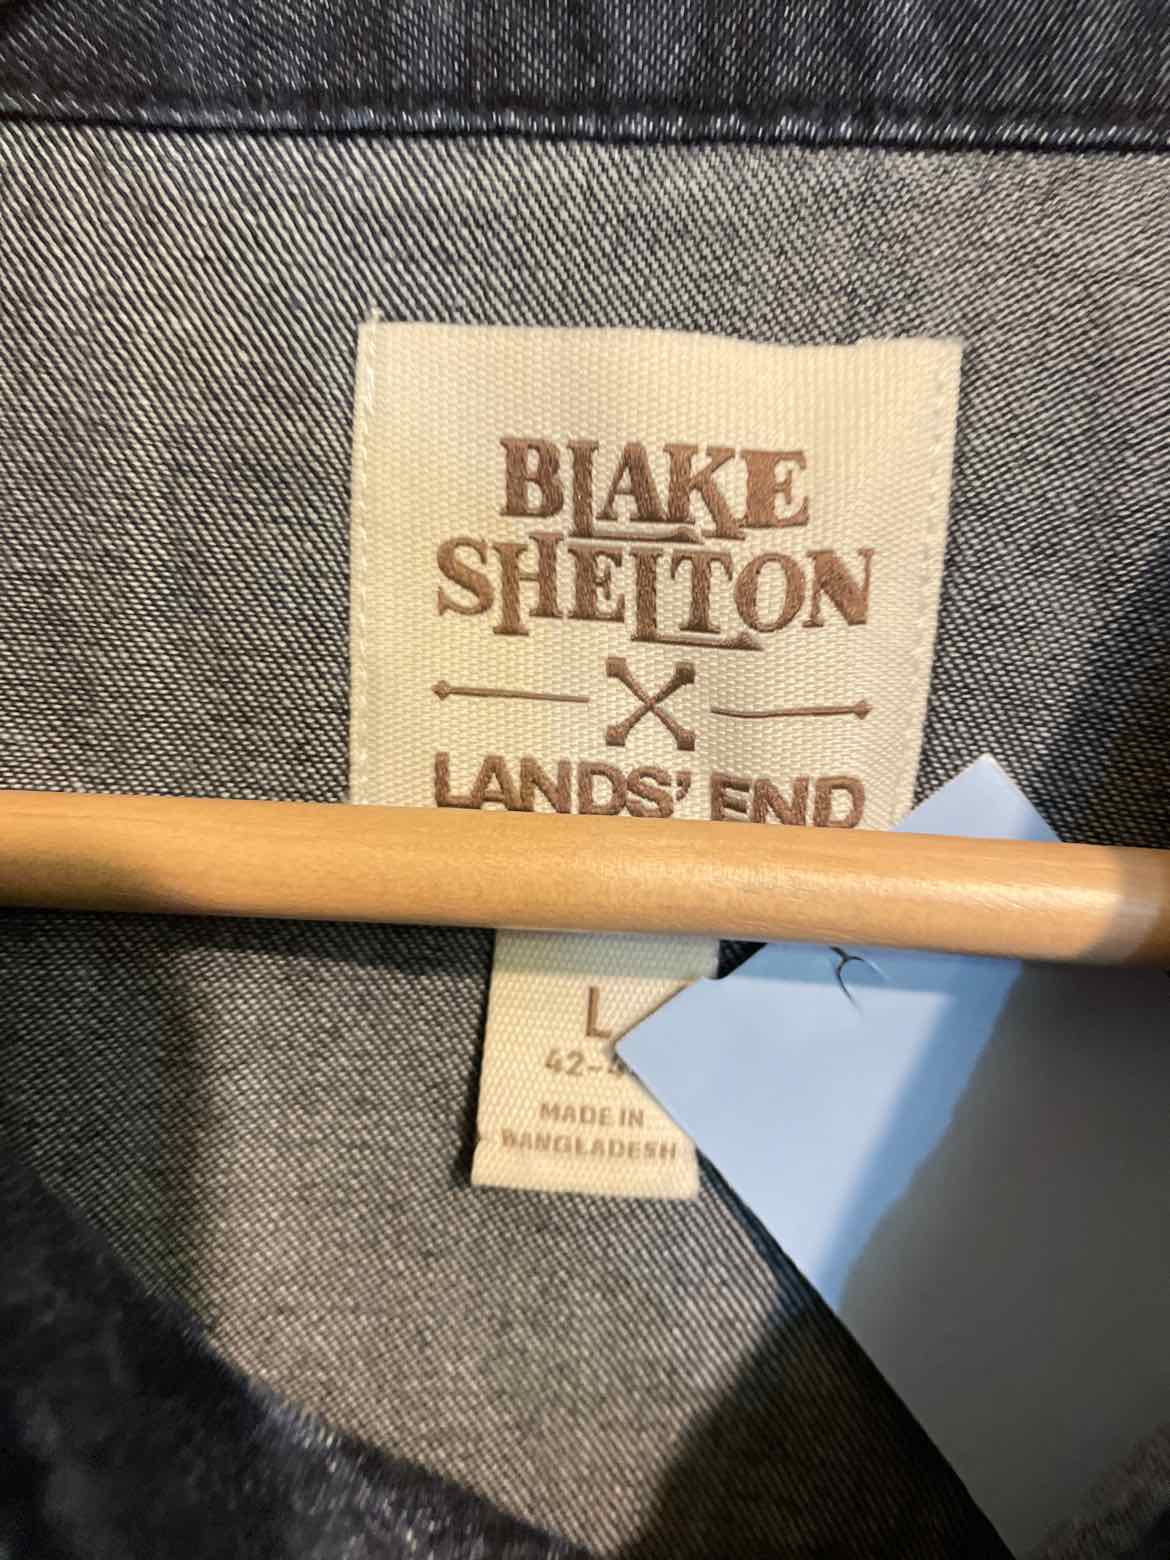 BLAKE
SHELTON
X
LANDS' END
L
MADE IN
BANGLADESH